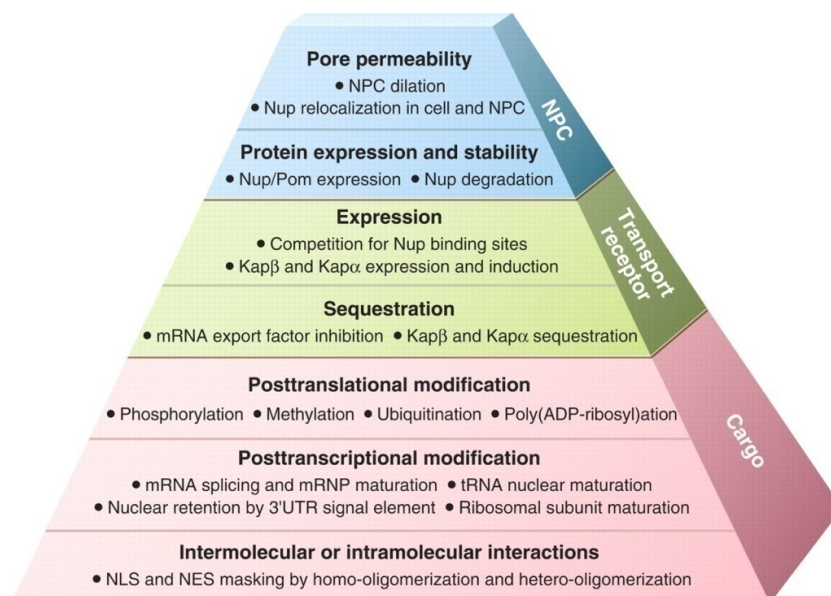 Pore permeability
● NPC dilation
● Nup relocalization in cell and NPC
NPC
Protein expression and stability
● Nup/Pom expression ● Nup degradation
Expression
● Competition for Nup binding sites
● Kapβ and Kapα expression and induction
Transport
receptor
Sequestration
● mRNA export factor inhibition ● Kapβ and Kapα sequestration
Posttranslational modification
● Phosphorylation ● Methylation ● Ubiquitination ● Poly(ADP-ribosyl)ation
Cargo
Posttranscriptional modification
● mRNA splicing and mRNP maturation ● tRNA nuclear maturation
● Nuclear retention by 3'UTR signal element ● Ribosomal subunit maturation
Intermolecular or intramolecular interactions
● NLS and NES masking by homo-oligomerization and hetero-oligomerization